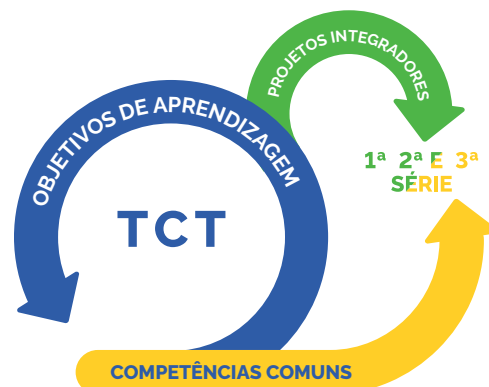 PROJETOS INTEGRADORES
OBJETIVOS DE APRENDIZAGEM
1ª 2ª E 3ª
SÉRIE
TCT
COMPETÊNCIAS COMUNS